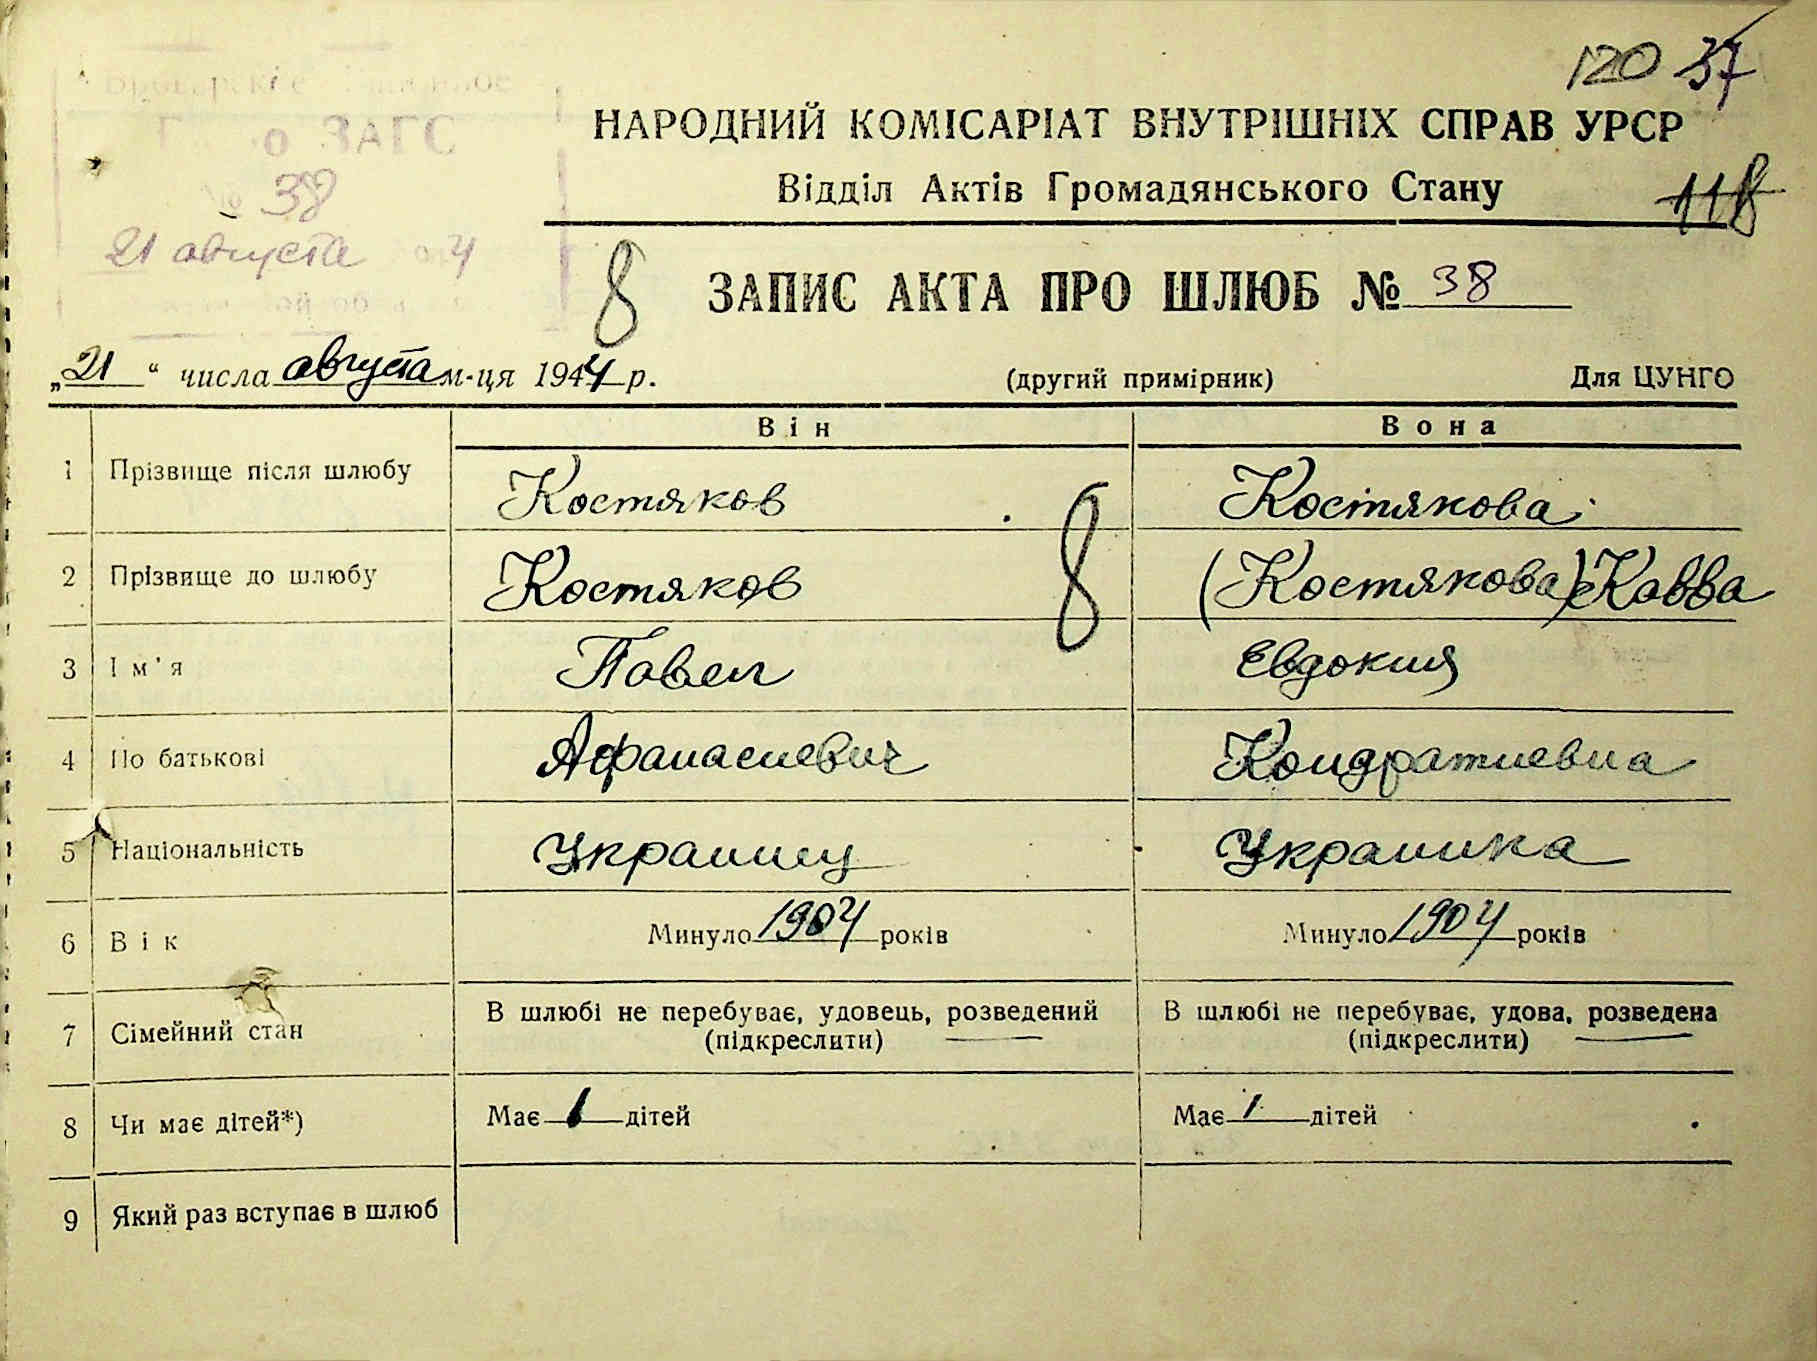 120 37
НАРОДНИЙ КОМІСАРІАТ ВНУТРІШНІХ СПРАВ УРСР
Відділ Актів Громадянського Стану
118
ЗАГС
№ 38
21 августа
8
ЗАПИС АКТА ПРО ШЛЮБ № 38
„21“ числа августа м-ця 1944 р.
(другий примірник)
Для ЦУНГО
Він
Вона
1 Прізвище після шлюбу Костяков Костякова
2 Прізвище до шлюбу Костяков 8 (Костякова) Ковва
3 Ім'я Павел Евдокия
4 По батькові Афанасиевич Кондратиевна
5 Національність Украинец Украинка
6 Вік Минуло 1904 років Минуло 1904 років
7 Сімейний стан В шлюбі не перебуває, удовець, розведений В шлюбі не перебуває, удова, розведена
(підкреслити) (підкреслити)
8 Чи має дітей*) Має 1 дітей Має 1 дітей
9 Який раз вступає в шлюб